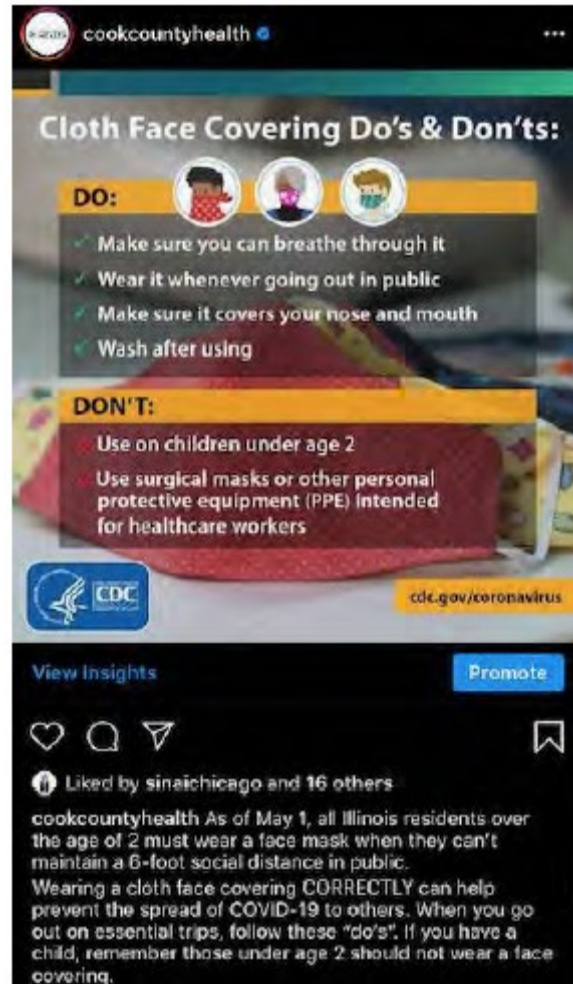 cookcountyhealth
Cloth Face Covering Do's & Don'ts:
DO:
Make sure you can breathe through it
Wear it whenever going out in public
Make sure it covers your nose and mouth
Wash after using
DON'T:
Use on children under age 2
Use surgical masks or other personal
protective equipment (PPE) intended
for healthcare workers
CDC
cdc.gov/coronavirus
View Insights
Promote
Liked by sinaichicago and 16 others
cookcountyhealth As of May 1, all Illinois residents over
the age of 2 must wear a face mask when they can't
maintain a 6-foot social distance in public.
Wearing a cloth face covering CORRECTLY can help
prevent the spread of COVID-19 to others. When you go
out on essential trips, follow these "do's". If you have a
child, remember those under age 2 should not wear a face
covering.